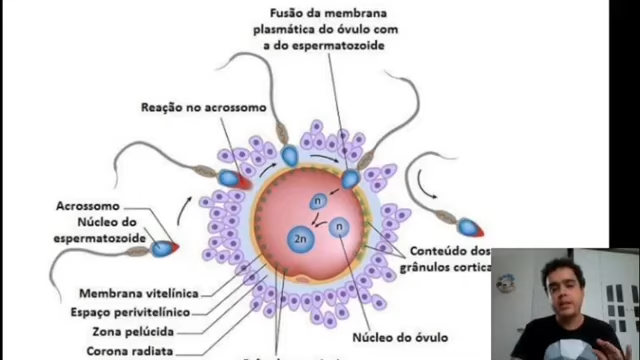 Fusão da membrana
plasmática do óvulo com
a do espermatozoide
Reação no acrossomo
Acrossomo
Núcleo do
espermatozoide
n
n
2n
Conteúdo dos
grânulos
Membrana vitelínica
Espaço perivitelínico
Zona pelúcida
Corona radiata
Núcleo do óvulo